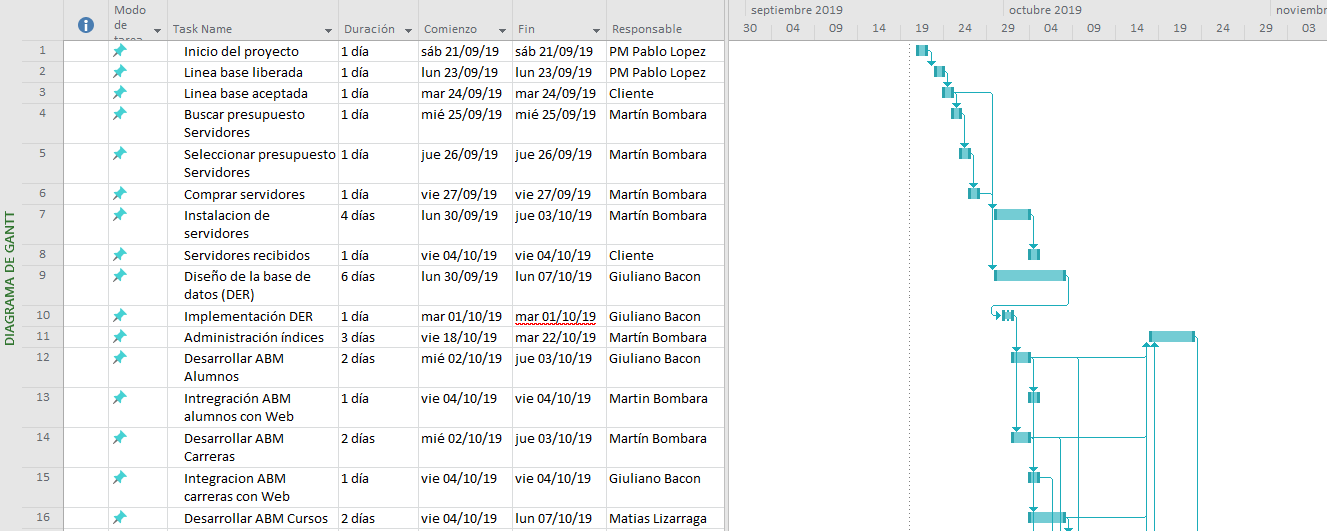 Modo de tarea Task Name Duración Comienzo Fin Responsable
septiembre 2019 octubre 2019
30 04 09 14 19 24 29 04 09 14 19 24 29 03
DIAGRAMA DE GANTT
1 Inicio del proyecto 1 día sáb 21/09/19 sáb 21/09/19 PM Pablo Lopez
2 Linea base liberada 1 día lun 23/09/19 lun 23/09/19 PM Pablo Lopez
3 Linea base aceptada 1 día mar 24/09/19 mar 24/09/19 Cliente
4 Buscar presupuesto 1 día mié 25/09/19 mié 25/09/19 Martín Bombara
Servidores
5 Seleccionar presupuesto 1 día jue 26/09/19 jue 26/09/19 Martín Bombara
Servidores
6 Comprar servidores 1 día vie 27/09/19 vie 27/09/19 Martín Bombara
7 Instalacion de 4 días lun 30/09/19 jue 03/10/19 Martín Bombara
servidores
8 Servidores recibidos 1 día vie 04/10/19 vie 04/10/19 Cliente
9 Diseño de la base de 6 días lun 30/09/19 lun 07/10/19 Giuliano Bacon
datos (DER)
10 Implementación DER 1 día mar 01/10/19 mar 01/10/19 Giuliano Bacon
11 Administración índices 3 días vie 18/10/19 mar 22/10/19 Martín Bombara
12 Desarrollar ABM 2 días mié 02/10/19 jue 03/10/19 Giuliano Bacon
Alumnos
13 Intregración ABM 1 día vie 04/10/19 vie 04/10/19 Martin Bombara
alumnos con Web
14 Desarrollar ABM 2 días mié 02/10/19 jue 03/10/19 Martín Bombara
Carreras
15 Integracion ABM 1 día vie 04/10/19 vie 04/10/19 Giuliano Bacon
carreras con Web
16 Desarrollar ABM Cursos 2 días vie 04/10/19 lun 07/10/19 Matias Lizarraga